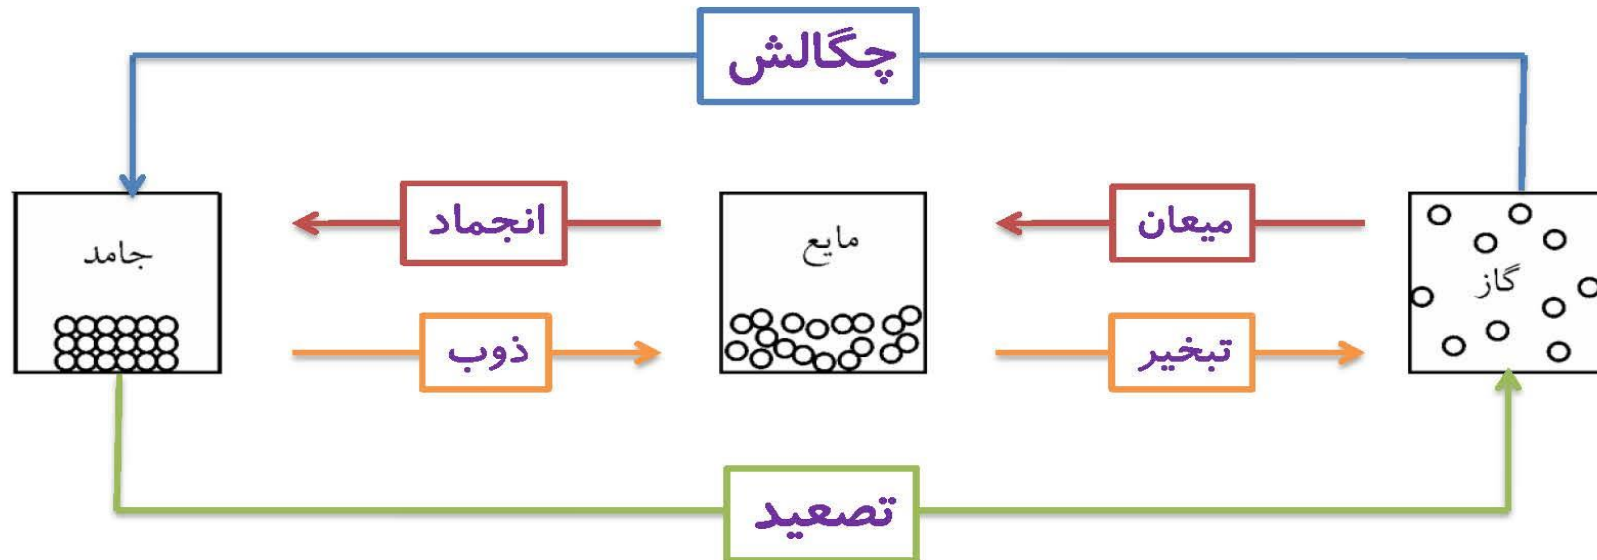 چگالش
گاز
میعان
مایع
انجماد
جامد
تبخیر
ذوب
تصعید